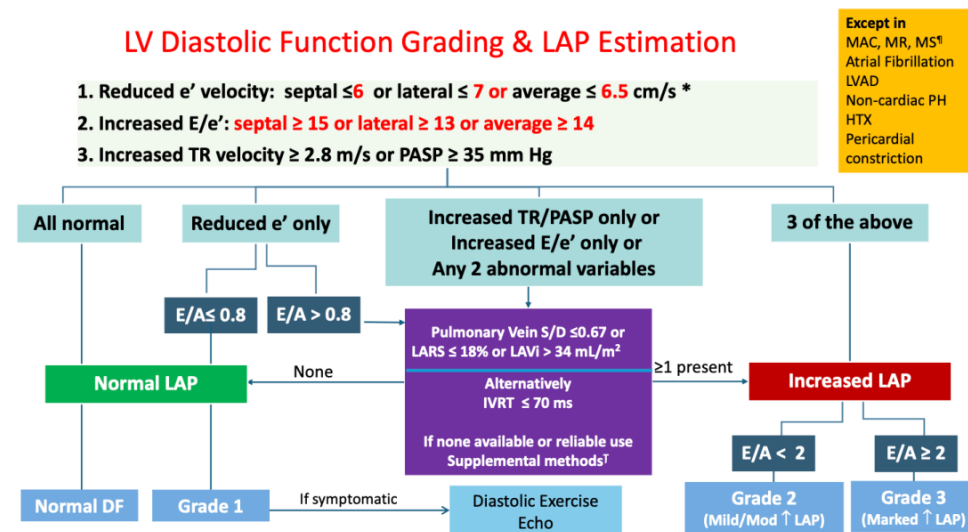 LV Diastolic Function Grading & LAP Estimation
Except in
MAC, MR, MS¶
Atrial Fibrillation
LVAD
Non-cardiac PH
HTX
Pericardial
constriction
1. Reduced e’ velocity: septal ≤6 or lateral ≤ 7 or average ≤ 6.5 cm/s *
2. Increased E/e’: septal ≥ 15 or lateral ≥ 13 or average ≥ 14
3. Increased TR velocity ≥ 2.8 m/s or PASP ≥ 35 mm Hg
All normal
Reduced e’ only
Increased TR/PASP only or
Increased E/e’ only or
Any 2 abnormal variables
3 of the above
E/A≤ 0.8
E/A > 0.8
Pulmonary Vein S/D ≤0.67 or
LARS ≤ 18% or LAVi > 34 mL/m²
Alternatively
IVRT ≤ 70 ms
If none available or reliable use
Supplemental methods†
None
≥1 present
Normal LAP
Increased LAP
E/A < 2
E/A ≥ 2
Normal DF
Grade 1
If symptomatic
Diastolic Exercise
Echo
Grade 2
(Mild/Mod ↑ LAP)
Grade 3
(Marked ↑ LAP)